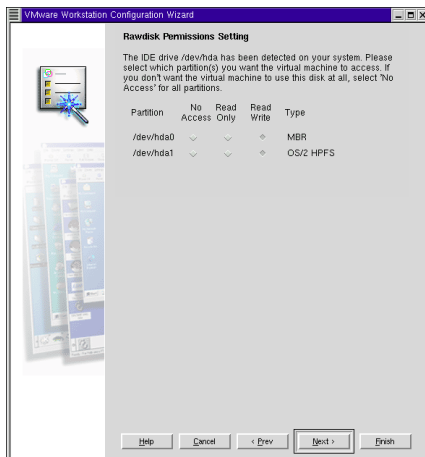 VMware Workstation Configuration Wizard
Rawdisk Permissions Setting
The IDE drive /dev/hda has been detected on your system. Please
select which partition(s) you want the virtual machine to access. If
you don't want the virtual machine to use this disk at all, select 'No
Access' for all partitions.
Partition No Access Read Only Read Write Type
/dev/hda0 MBR
/dev/hda1 OS/2 HPFS
Help Cancel < Prev Next > Finish